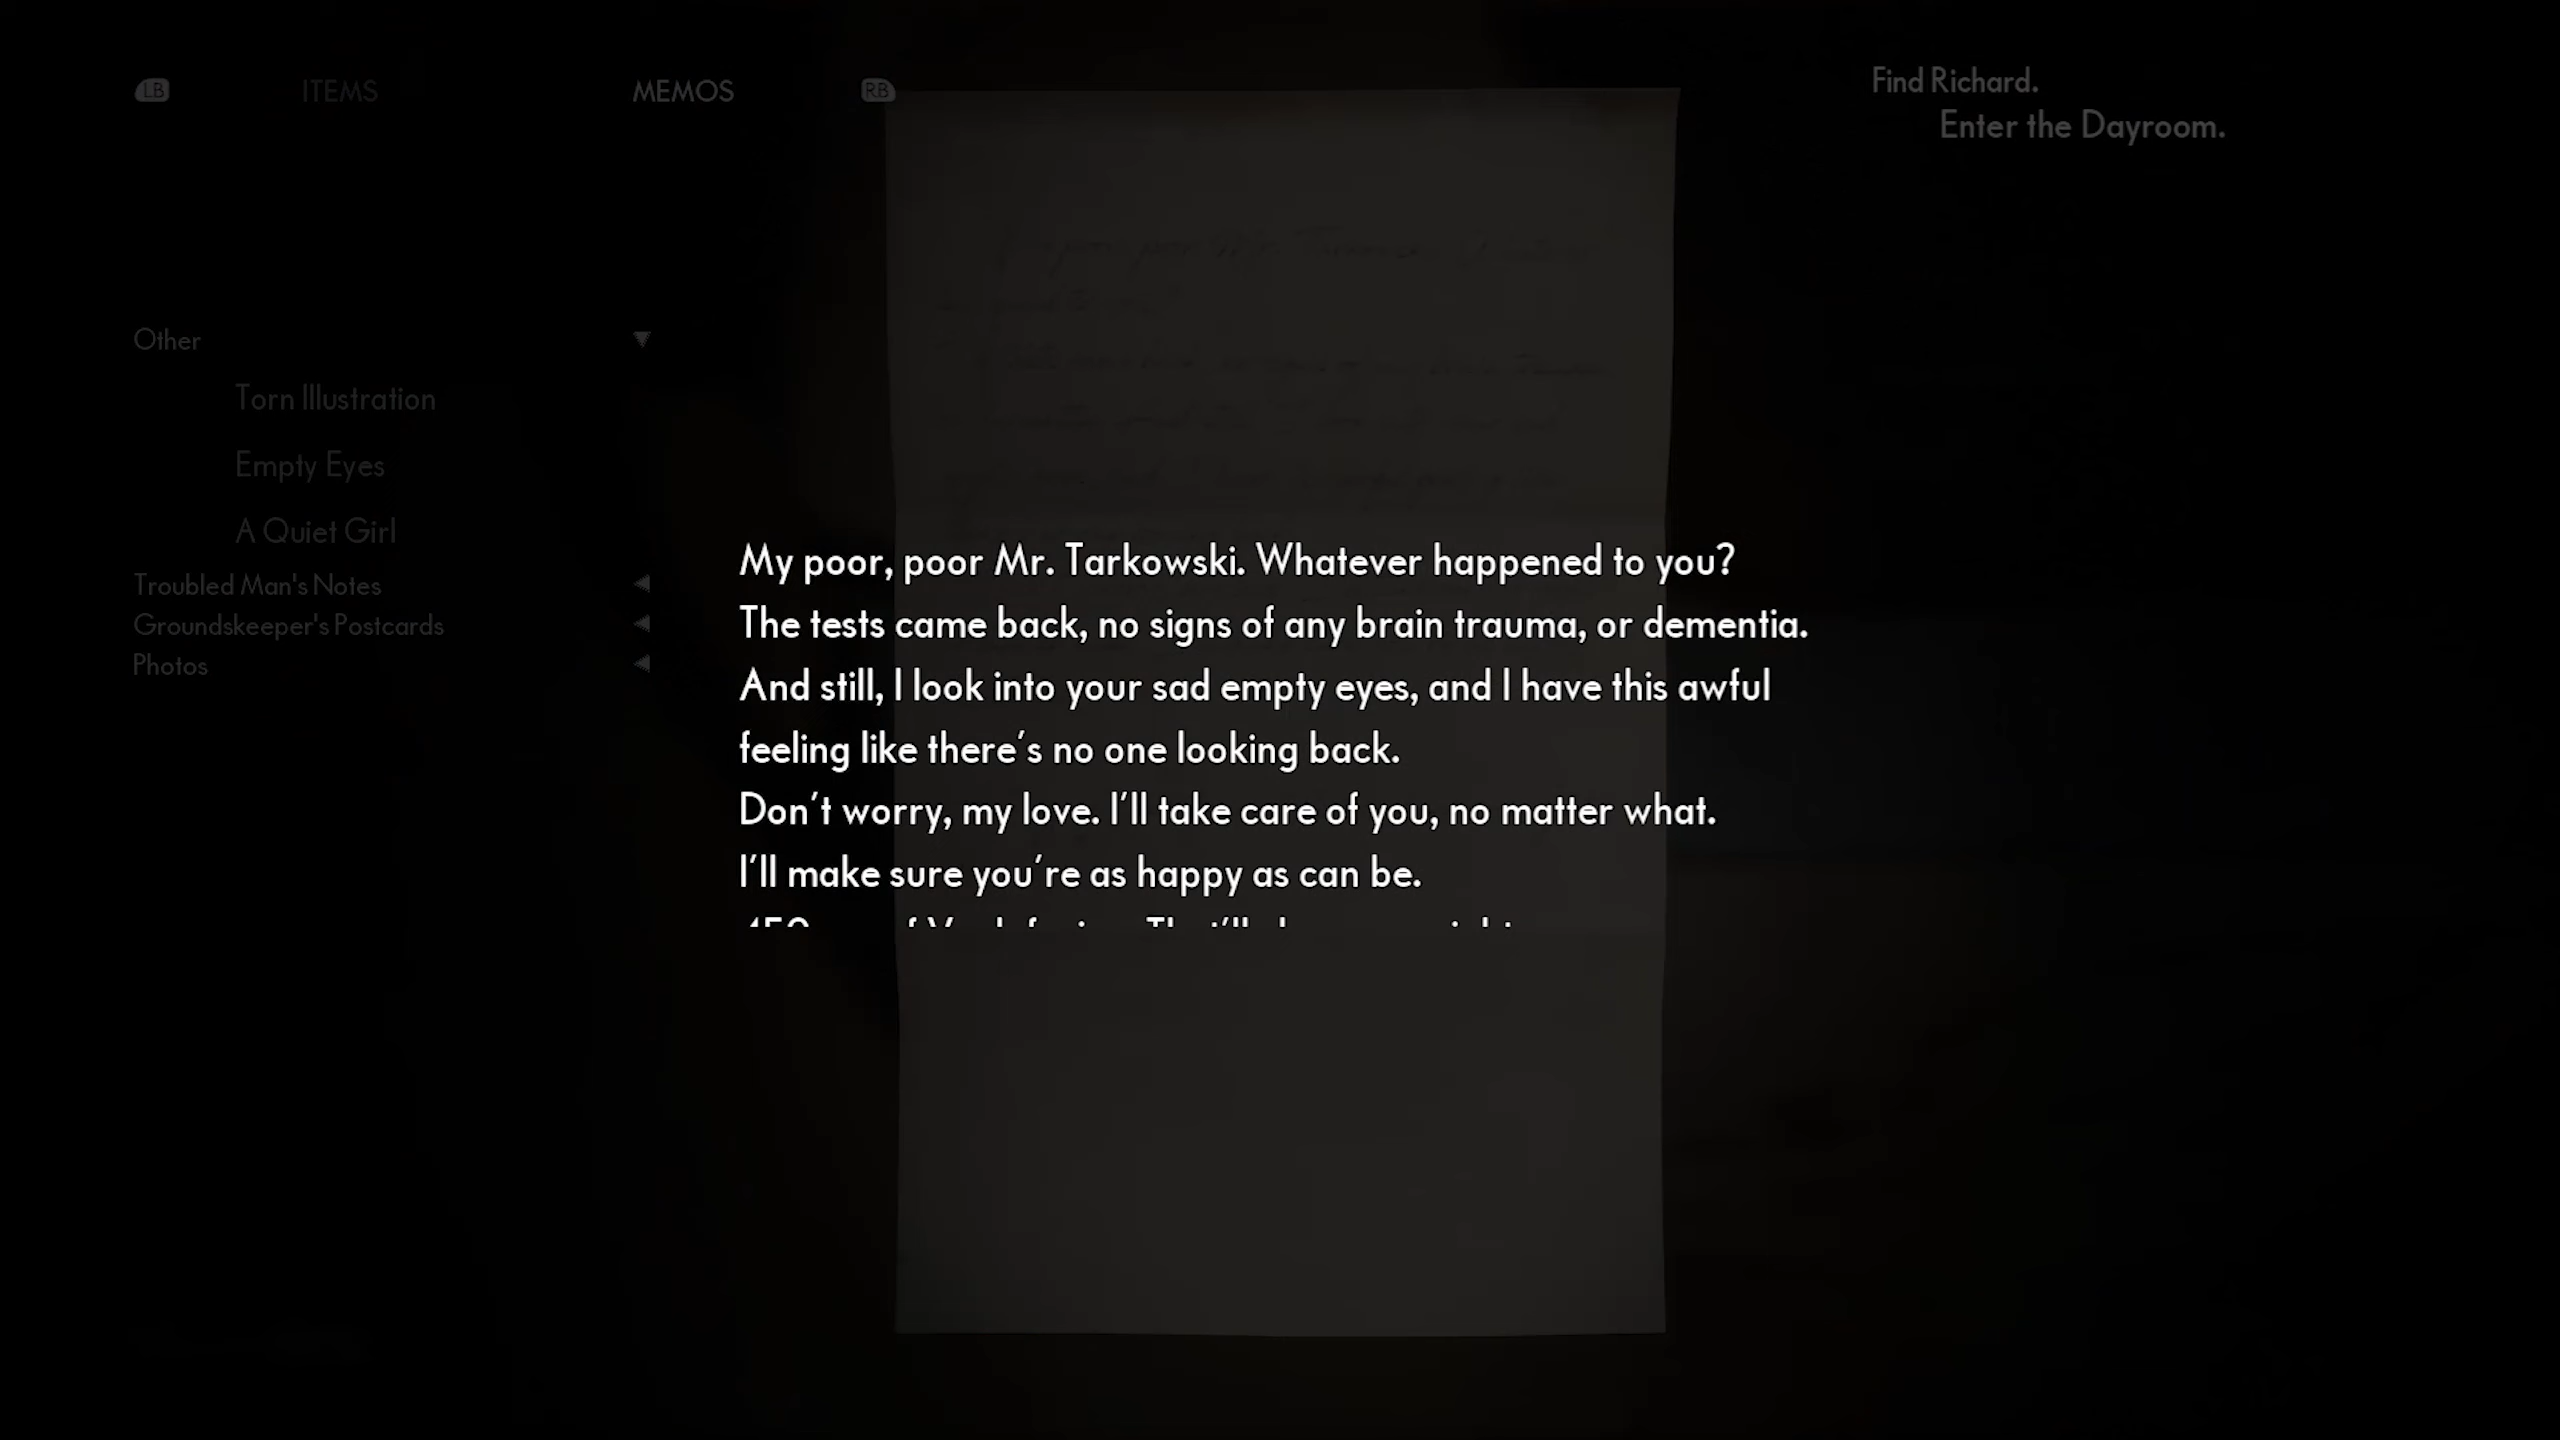 LB ITEMS MEMOS RB
Find Richard.
Enter the Dayroom.
Other
Torn Illustration
Empty Eyes
A Quiet Girl
Troubled Man's Notes
Groundskeeper's Postcards
Photos
My poor, poor Mr. Tarkowski. Whatever happened to you?
The tests came back, no signs of any brain trauma, or dementia.
And still, I look into your sad empty eyes, and I have this awful
feeling like there's no one looking back.
Don't worry, my love. I'll take care of you, no matter what.
I'll make sure you're as happy as can be.